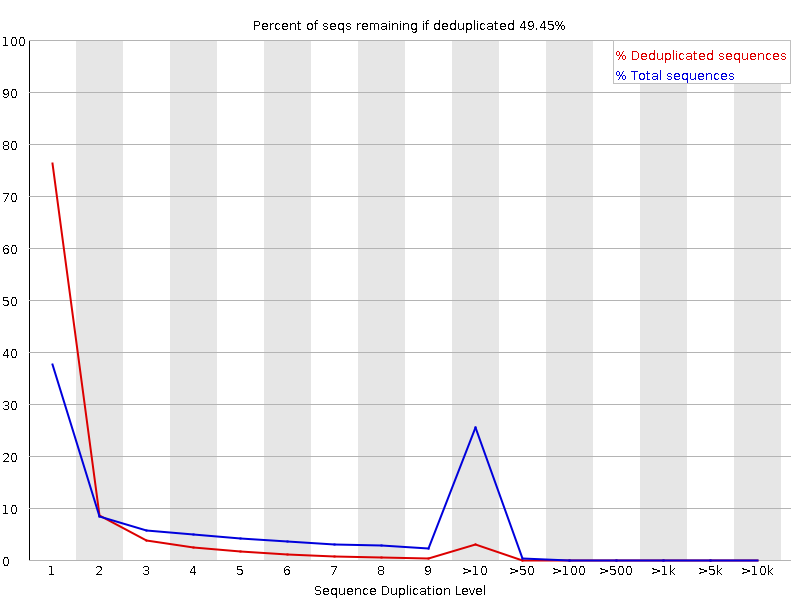 Percent of seqs remaining if deduplicated 49.45%
% Deduplicated sequences
% Total sequences
100
90
80
70
60
50
40
30
20
10
0
1 2 3 4 5 6 7 8 9 >10 >50 >100 >500 >1k >5k >10k
Sequence Duplication Level